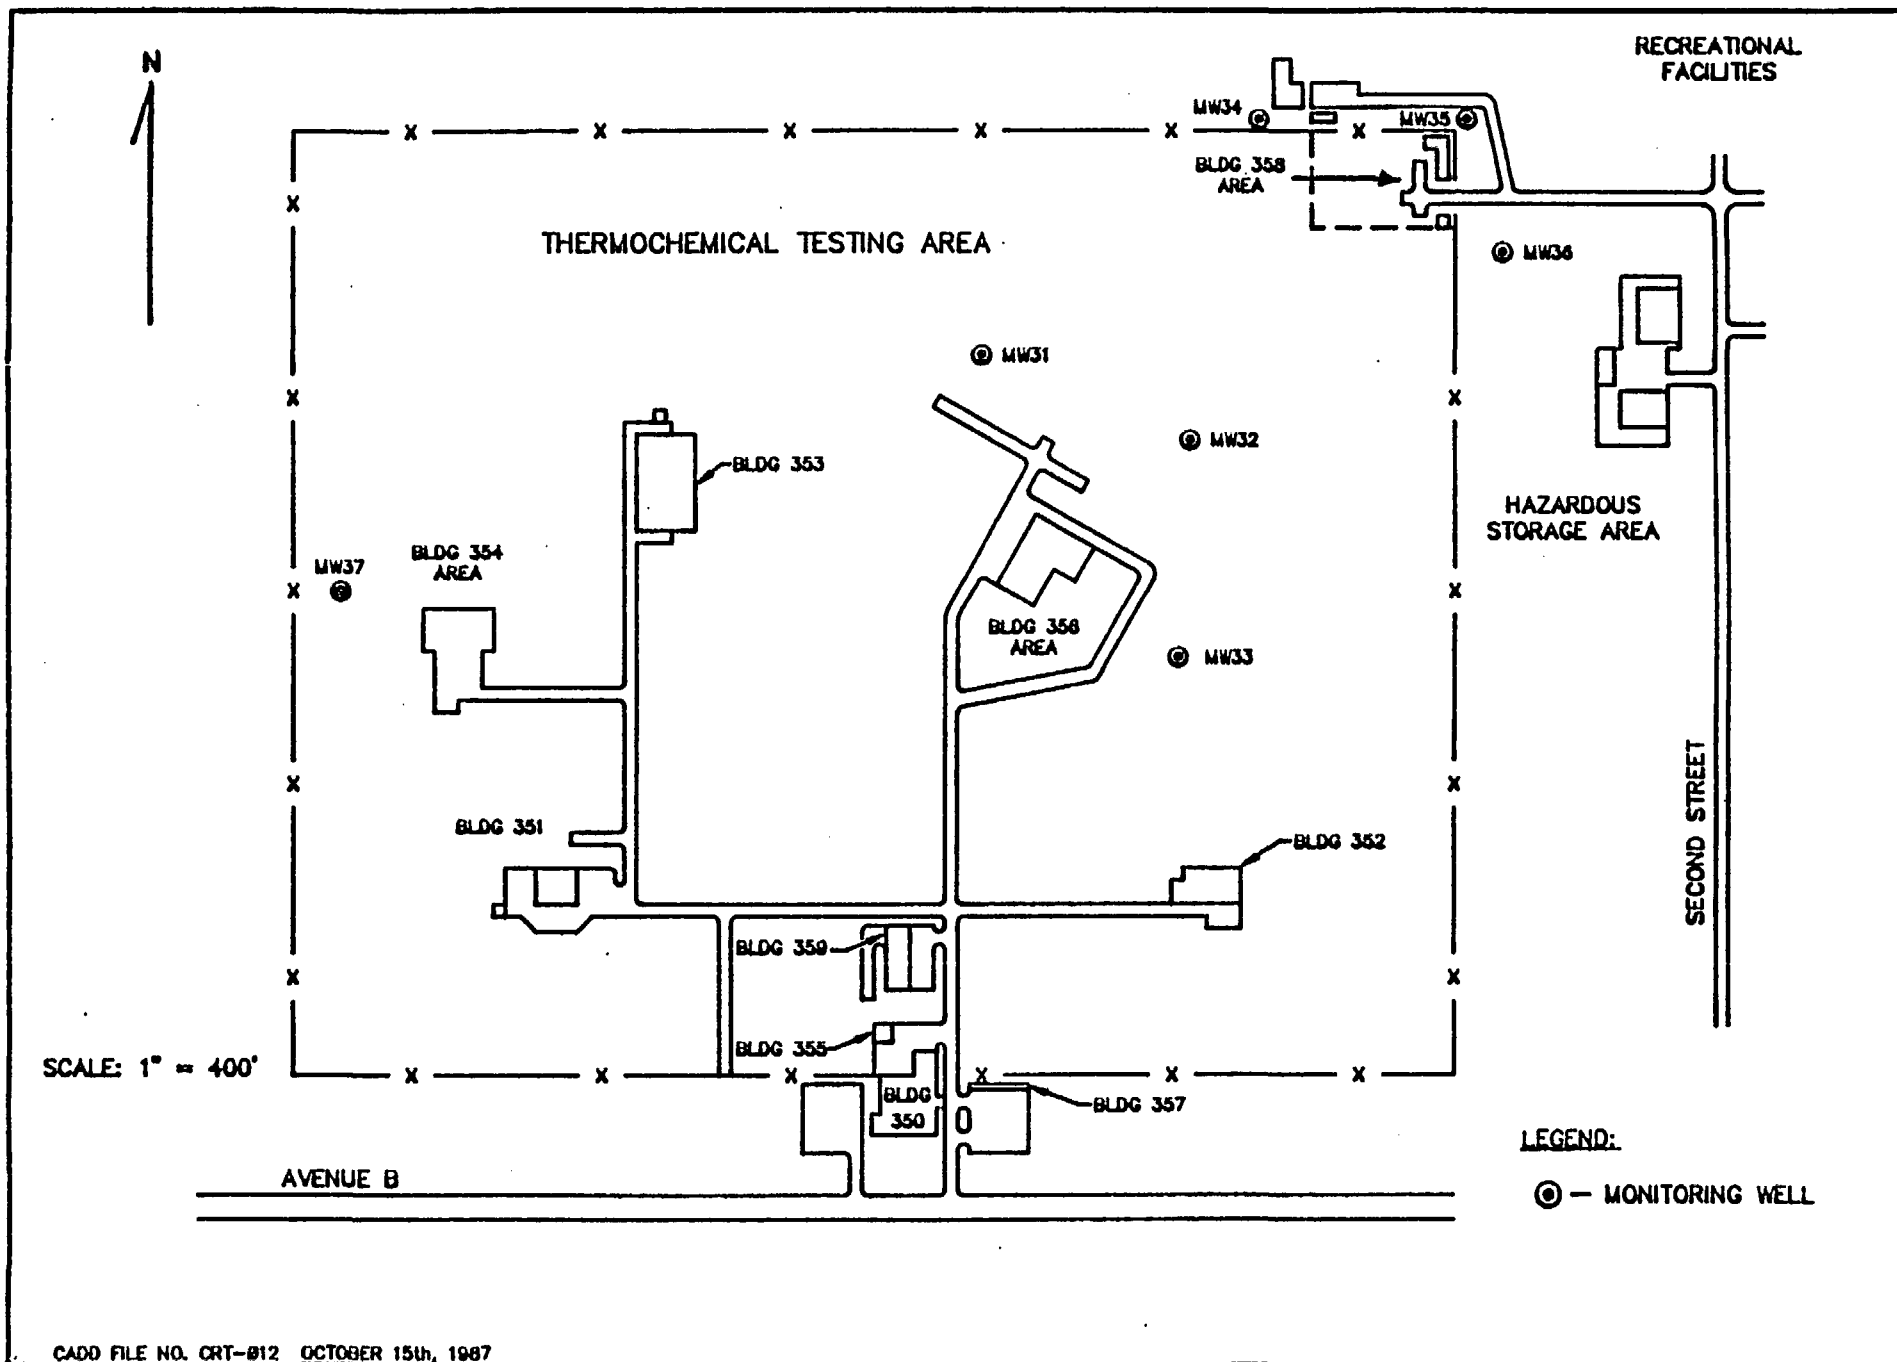 N
RECREATIONAL
FACILITIES
MW34
MW35
X X X X X X
BLDG 358
AREA
X
THERMOCHEMICAL TESTING AREA
MW36
MW31
X
X
MW32
BLDG 353
HAZARDOUS
STORAGE AREA
BLDG 354
AREA
MW37
X
X
BLDG 356
AREA
MW33
X
X
BLDG 351
BLDG 352
SECOND STREET
BLDG 359
X
X
BLDG 355
SCALE: 1" = 400'
X X X X X X
BLDG
350
BLDG 357
LEGEND:
AVENUE B
— MONITORING WELL
CADD FILE NO. CRT-012 OCTOBER 15th, 1987